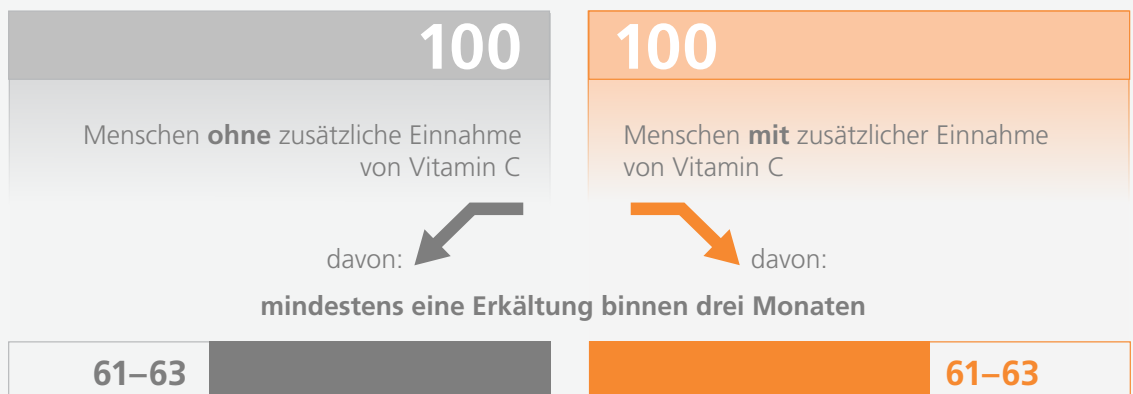 100
Menschen ohne zusätzliche Einnahme
von Vitamin C
davon:
100
Menschen mit zusätzlicher Einnahme
von Vitamin C
davon:
mindestens eine Erkältung binnen drei Monaten
61–63
61–63